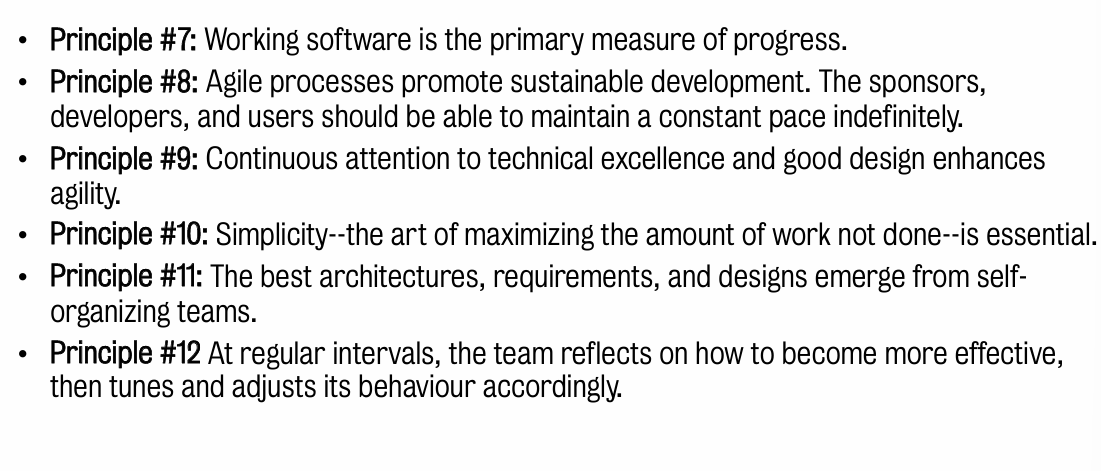 • Principle #7: Working software is the primary measure of progress.
• Principle #8: Agile processes promote sustainable development. The sponsors,
developers, and users should be able to maintain a constant pace indefinitely.
• Principle #9: Continuous attention to technical excellence and good design enhances
agility.
• Principle #10: Simplicity--the art of maximizing the amount of work not done--is essential.
• Principle #11: The best architectures, requirements, and designs emerge from self-
organizing teams.
• Principle #12 At regular intervals, the team reflects on how to become more effective,
then tunes and adjusts its behaviour accordingly.